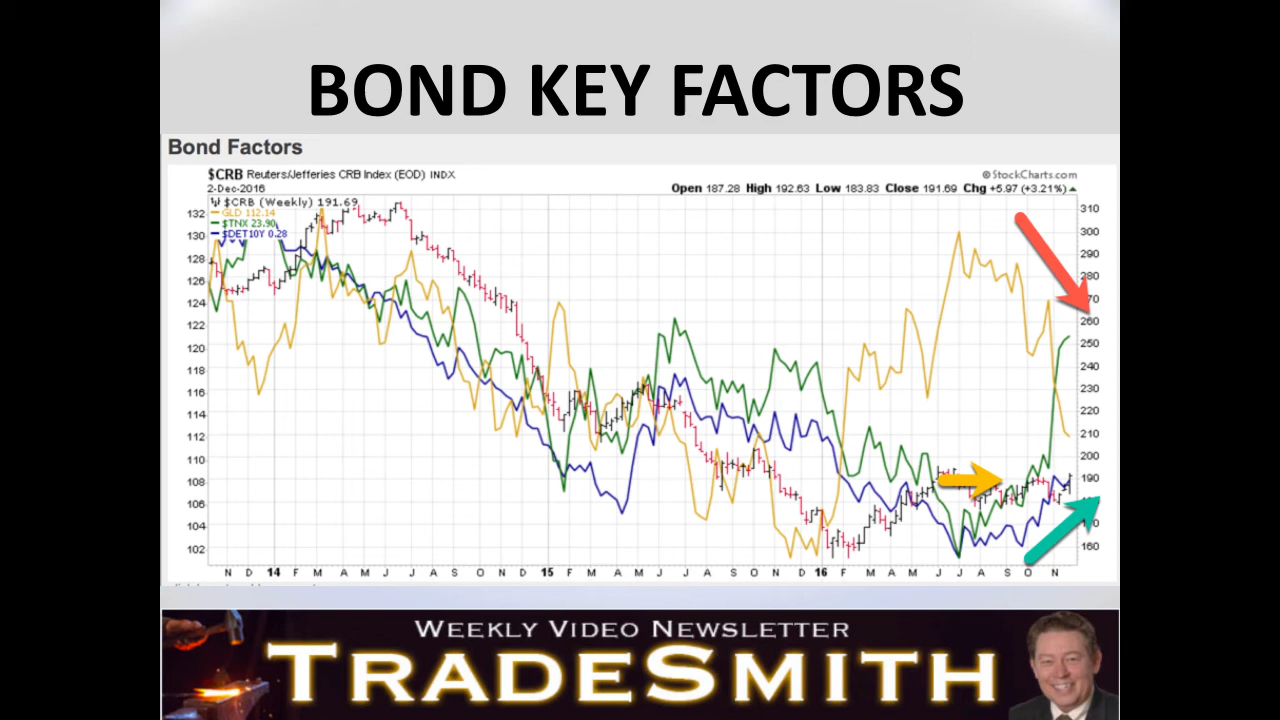 BOND KEY FACTORS
Bond Factors
$CRB Reuters/Jefferies CRB Index (EOD) INDX
© StockCharts.com
2-Dec-2016
Open 187.28 High 192.63 Low 183.83 Close 191.69 Chg +5.97 (+3.21%)
$CRB (Weekly) 191.69
GLD 112.14
$TNX 23.90
$DET10Y 0.28
132
130
128
126
124
122
120
118
116
114
112
110
108
106
104
102
310
300
290
280
260
250
240
230
220
210
200
190
160
N D 14 F M A M J J A S O N D 15 F M A M J J A S O N D 16 F M A M J J A S O N
WEEKLY VIDEO NEWSLETTER
TRADESMITH